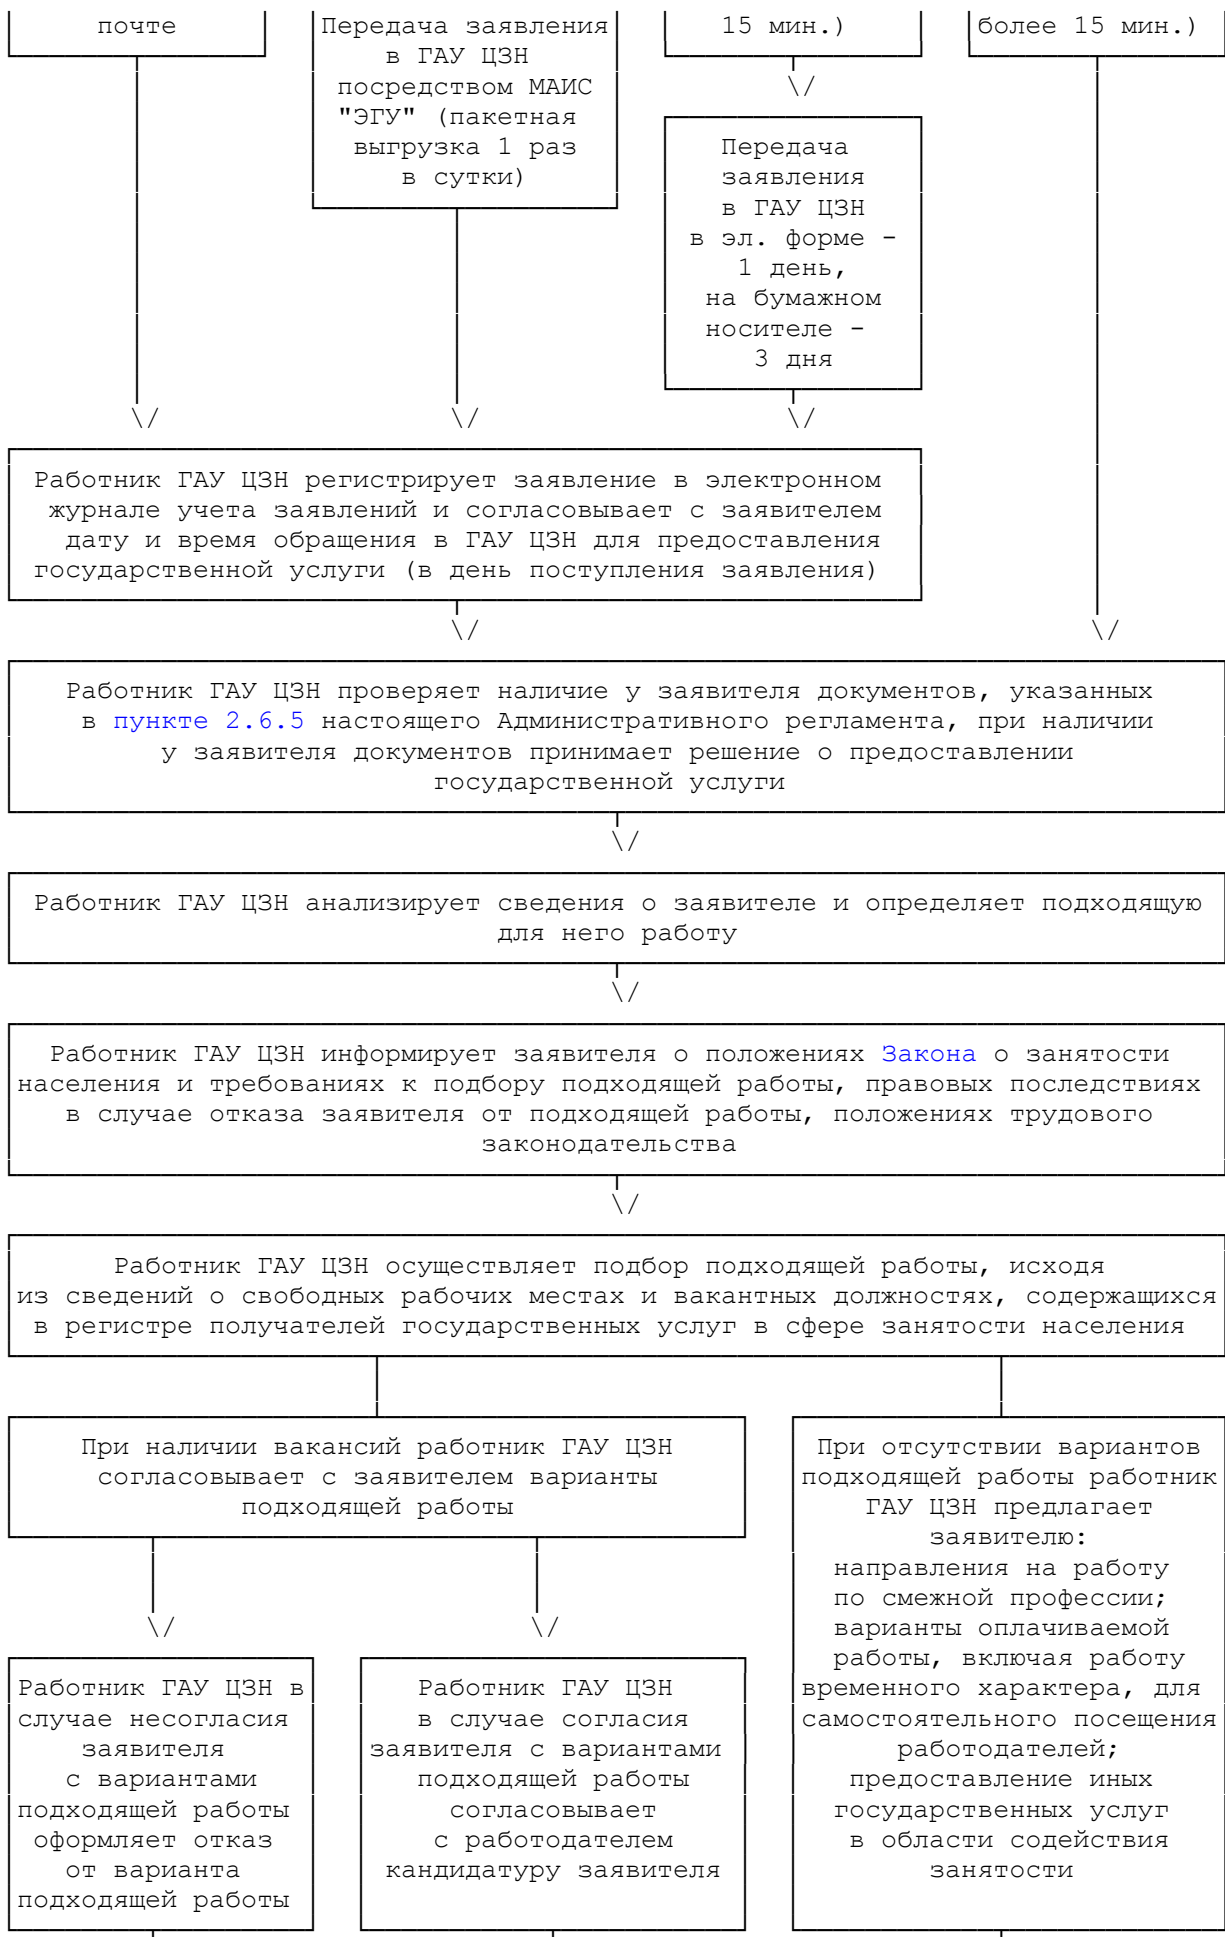 почте
Передача заявления
в ГАУ ЦЗН
посредством МАИС
"ЭГУ" (пакетная
выгрузка 1 раз
в сутки)
15 мин.)
более 15 мин.)
\/
Передача
заявления
в ГАУ ЦЗН
в эл. форме -
1 день,
на бумажном
носителе -
3 дня
\/ \/ \/
Работник ГАУ ЦЗН регистрирует заявление в электронном
журнале учета заявлений и согласовывает с заявителем
дату и время обращения в ГАУ ЦЗН для предоставления
государственной услуги (в день поступления заявления)
\/ \/
Работник ГАУ ЦЗН проверяет наличие у заявителя документов, указанных
в пункте 2.6.5 настоящего Административного регламента, при наличии
у заявителя документов принимает решение о предоставлении
государственной услуги
\/
Работник ГАУ ЦЗН анализирует сведения о заявителе и определяет подходящую
для него работу
\/
Работник ГАУ ЦЗН информирует заявителя о положениях Закона о занятости
населения и требованиях к подбору подходящей работы, правовых последствиях
в случае отказа заявителя от подходящей работы, положениях трудового
законодательства
\/
Работник ГАУ ЦЗН осуществляет подбор подходящей работы, исходя
из сведений о свободных рабочих местах и вакантных должностях, содержащихся
в регистре получателей государственных услуг в сфере занятости населения
При наличии вакансий работник ГАУ ЦЗН
согласовывает с заявителем варианты
подходящей работы
\/ \/
Работник ГАУ ЦЗН в
случае несогласия
заявителя
с вариантами
подходящей работы
оформляет отказ
от варианта
подходящей работы
Работник ГАУ ЦЗН
в случае согласия
заявителя с вариантами
подходящей работы
согласовывает
с работодателем
кандидатуру заявителя
При отсутствии вариантов
подходящей работы работник
ГАУ ЦЗН предлагает
заявителю:
направления на работу
по смежной профессии;
варианты оплачиваемой
работы, включая работу
временного характера, для
самостоятельного посещения
работодателей;
предоставление иных
государственных услуг
в области содействия
занятости